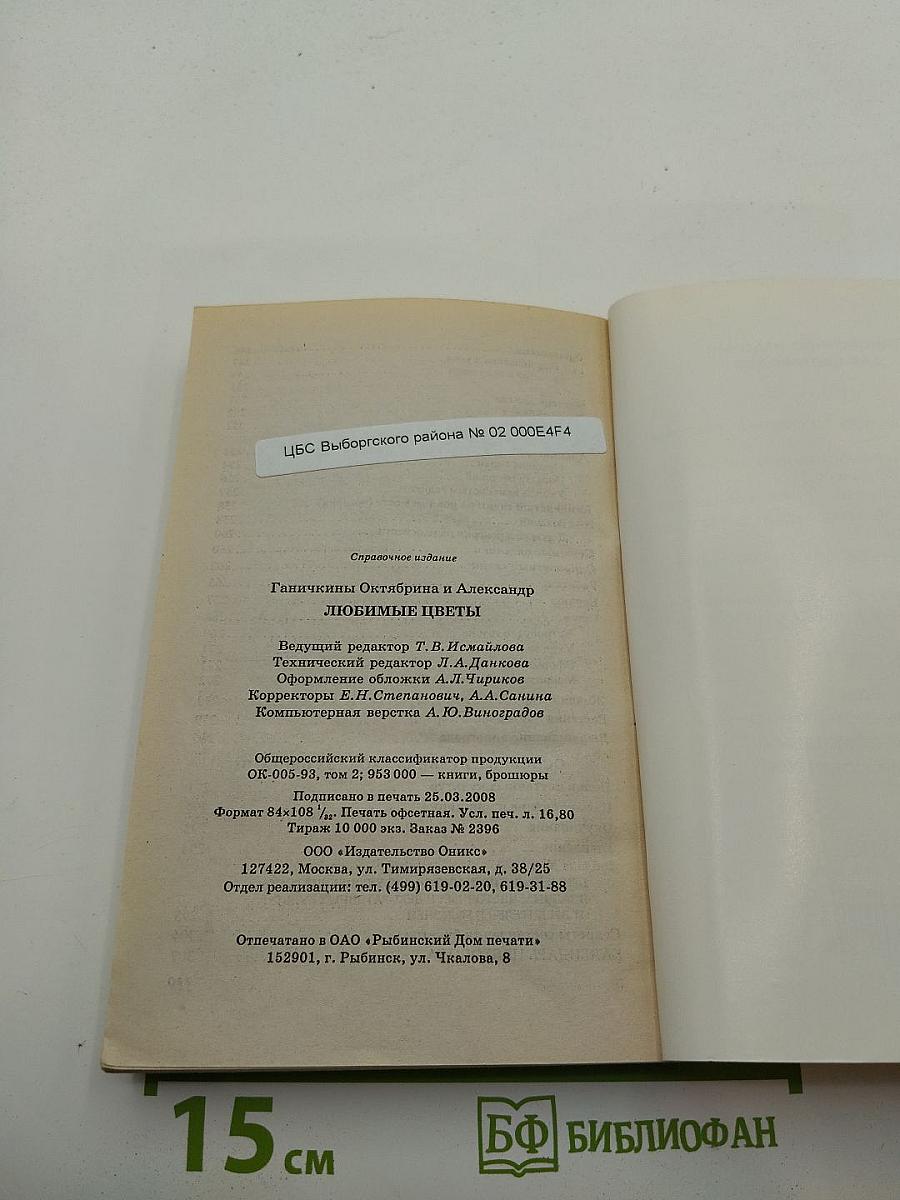 ЦБС Выборгского района № 02 000E4F4
Справочное издание
Ганичкины Октябрина и Александр
ЛЮБИМЫЕ ЦВЕТЫ
Ведущий редактор Т. В. Исмайлова
Технический редактор Л.А.Данкова
Оформление обложки А.Л.Чириков
Корректоры Е.Н.Степанович, А.А.Санина
Компьютерная верстка А.Ю.Виноградов
Общероссийский классификатор продукции
ОК-005-93, том 2; 953 000 — книги, брошюры
Подписано в печать 25.03.2008
Формат 84×108 1/32. Печать офсетная. Усл. печ. л. 16,80
Тираж 10 000 экз. Заказ № 2396
ООО «Издательство Оникс»
127422, Москва, ул. Тимирязевская, д. 38/25
Отдел реализации: тел. (499) 619-02-20, 619-31-88
Отпечатано в ОАО «Рыбинский Дом печати»
152901, г. Рыбинск, ул. Чкалова, 8
15 см
БФ БИБЛИОФАН